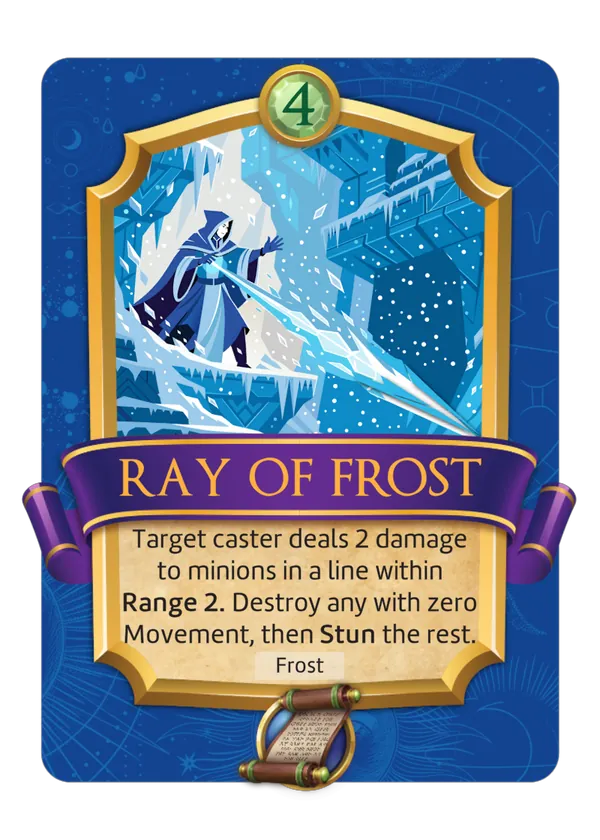 4
RAY OF FROST
Target caster deals 2 damage
to minions in a line within
Range 2. Destroy any with zero
Movement, then Stun the rest.
Frost